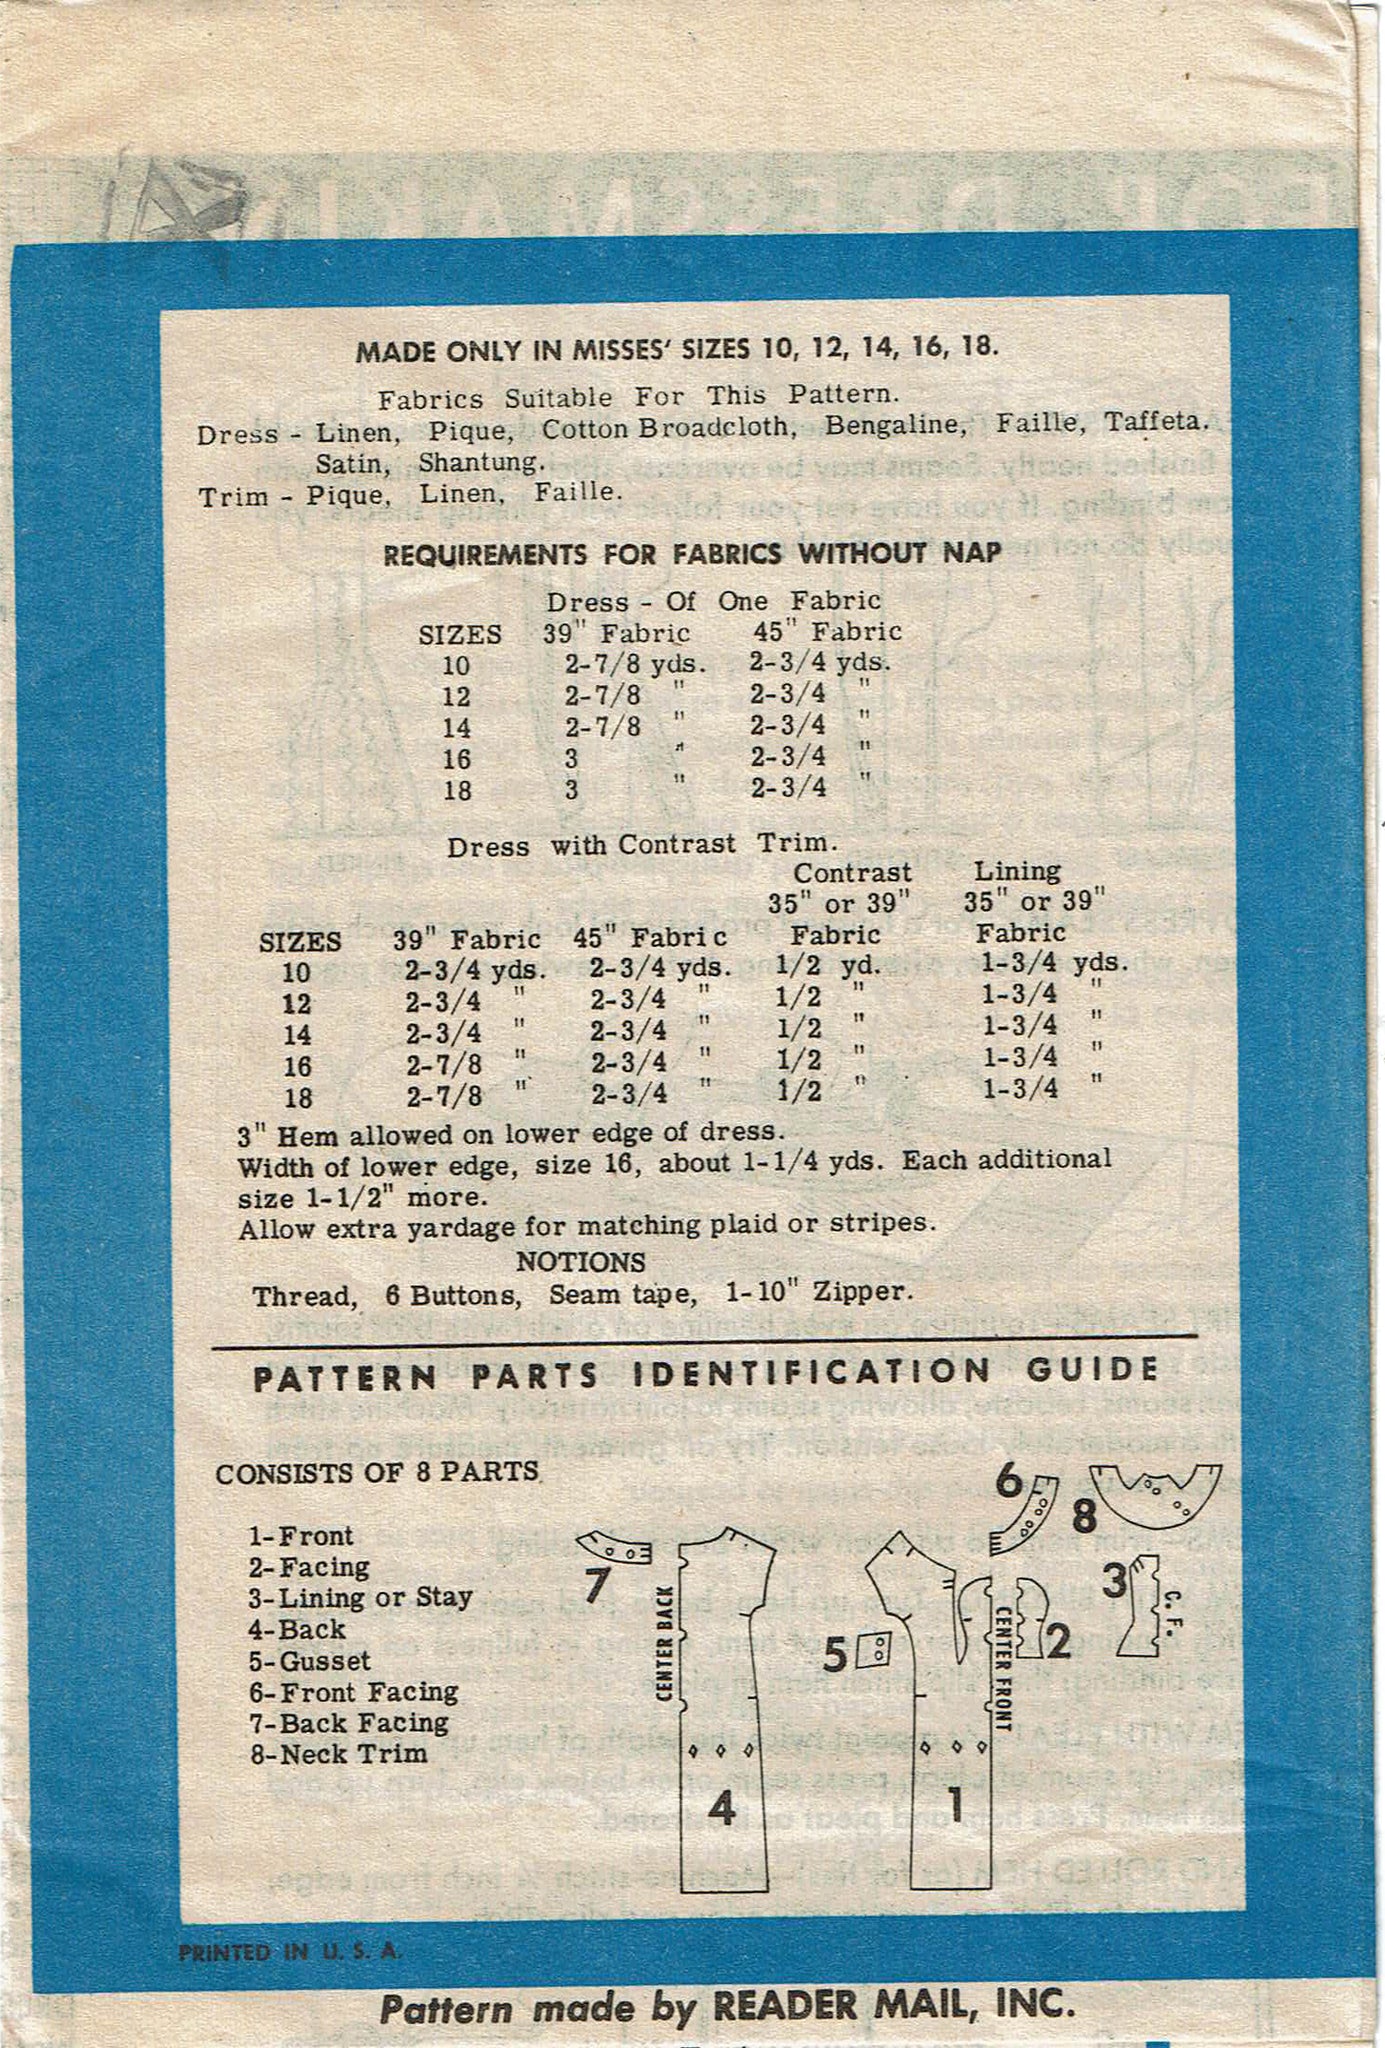 MADE ONLY IN MISSES' SIZES 10, 12, 14, 16, 18.
Fabrics Suitable For This Pattern.
Dress - Linen, Pique, Cotton Broadcloth, Bengaline, Faille, Taffeta.
Satin, Shantung.
Trim - Pique, Linen, Faille.
REQUIREMENTS FOR FABRICS WITHOUT NAP
Dress - Of One Fabric
SIZES 39" Fabric 45" Fabric
10 2-7/8 yds. 2-3/4 yds.
12 2-7/8 " 2-3/4 "
14 2-7/8 " 2-3/4 "
16 3 " 2-3/4 "
18 3 " 2-3/4 "
Dress with Contrast Trim.
Contrast Lining
35" or 39" 35" or 39"
SIZES 39" Fabric 45" Fabric Fabric Fabric
10 2-3/4 yds. 2-3/4 yds. 1/2 yd. 1-3/4 yds.
12 2-3/4 " 2-3/4 " 1/2 " 1-3/4 "
14 2-3/4 " 2-3/4 " 1/2 " 1-3/4 "
16 2-7/8 " 2-3/4 " 1/2 " 1-3/4 "
18 2-7/8 " 2-3/4 " 1/2 " 1-3/4 "
3" Hem allowed on lower edge of dress.
Width of lower edge, size 16, about 1-1/4 yds. Each additional
size 1-1/2" more.
Allow extra yardage for matching plaid or stripes.
NOTIONS
Thread, 6 Buttons, Seam tape, 1-10" Zipper.
PATTERN PARTS IDENTIFICATION GUIDE
CONSISTS OF 8 PARTS
1-Front
2-Facing
3-Lining or Stay
4-Back
5-Gusset
6-Front Facing
7-Back Facing
8-Neck Trim
7
CENTER BACK
4
5
1
CENTER FRONT
6
2
8
3
C. F.
PRINTED IN U. S. A.
Pattern made by READER MAIL, INC.